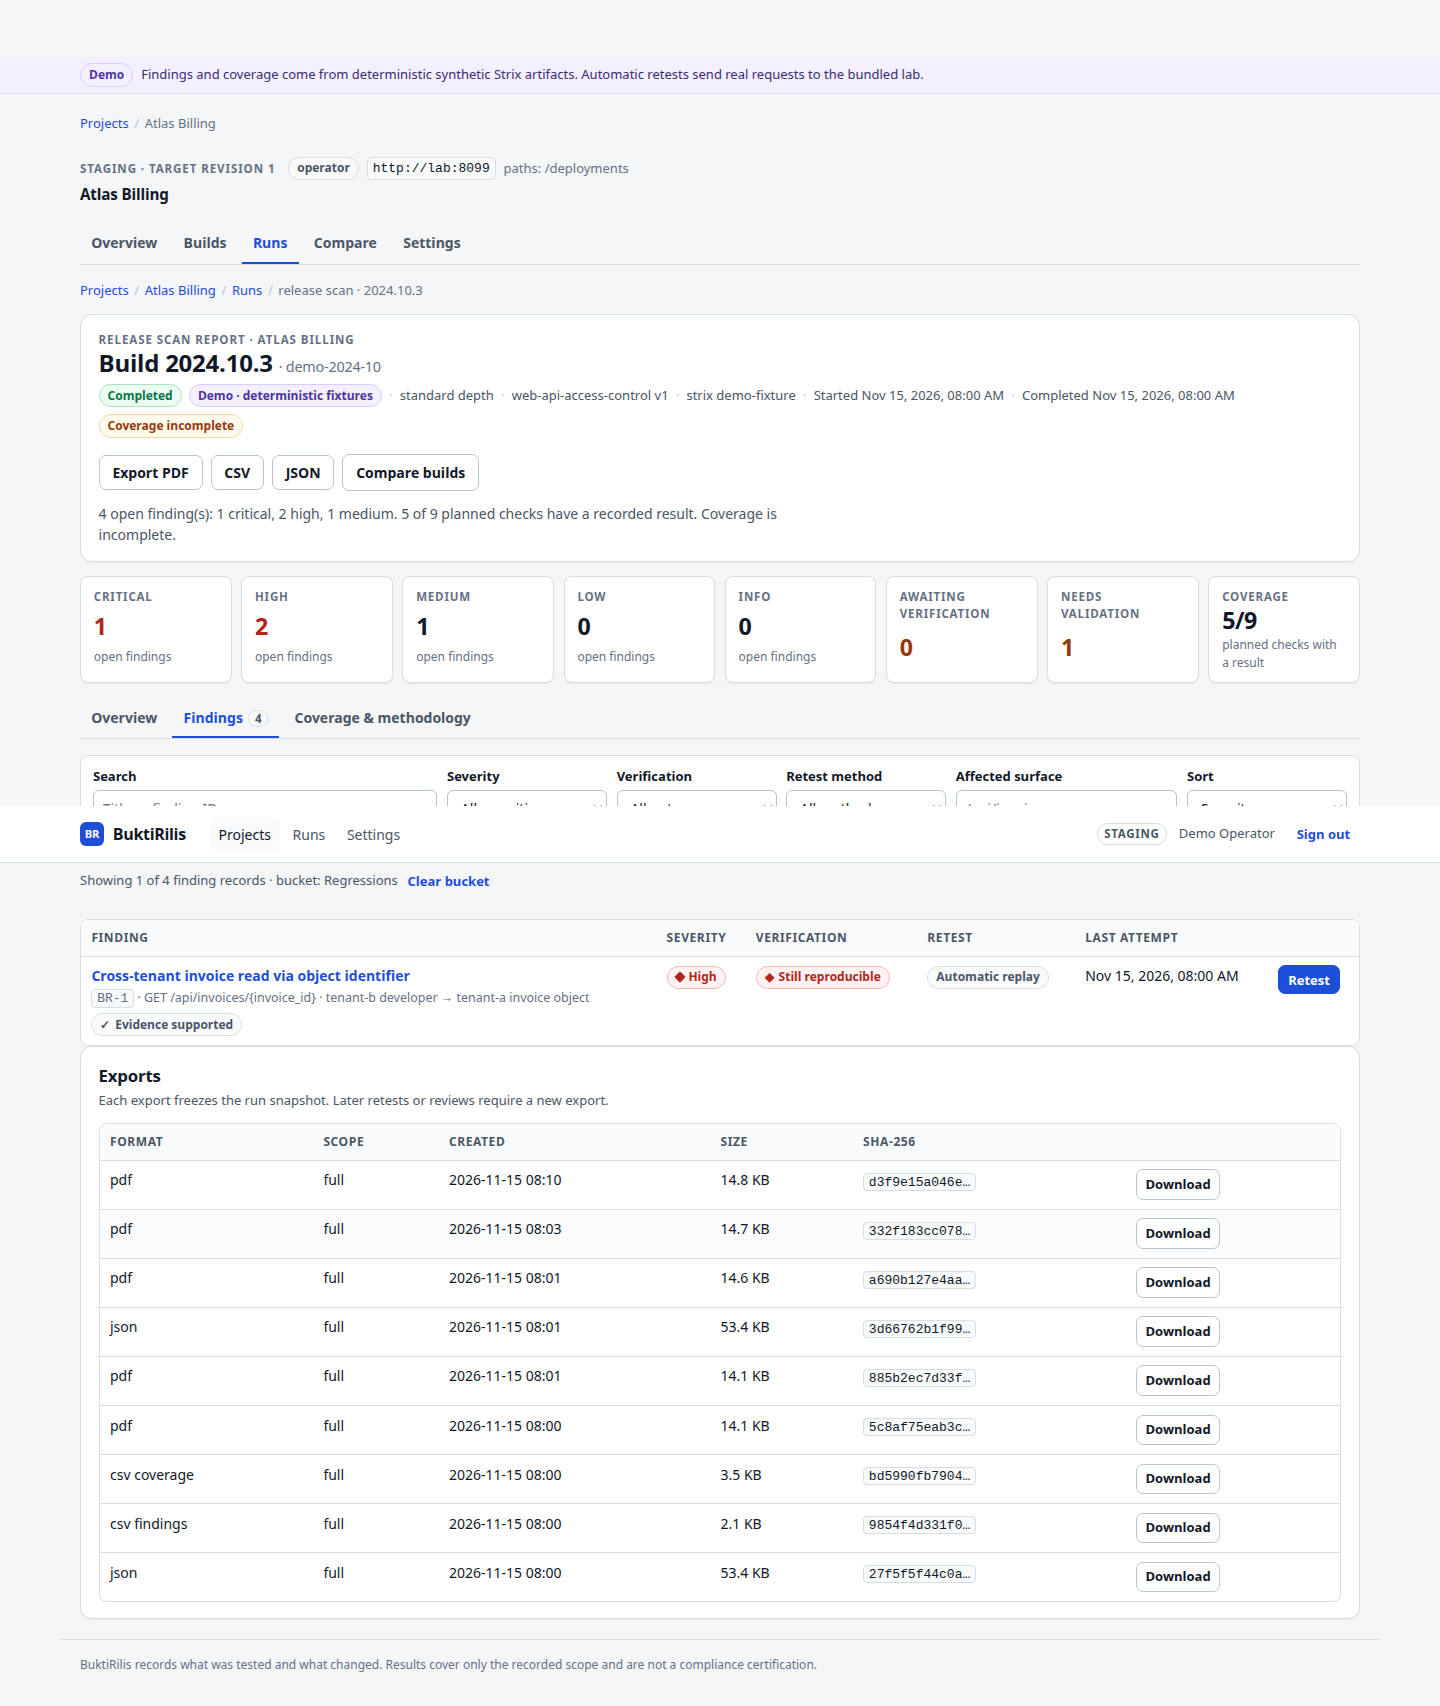 Demo Findings and coverage come from deterministic synthetic Strix artifacts. Automatic retests send real requests to the bundled lab.
Projects / Atlas Billing
STAGING · TARGET REVISION 1 operator http://lab:8099 paths: /deployments
Atlas Billing
Overview Builds Runs Compare Settings
Projects / Atlas Billing / Runs / release scan · 2024.10.3
RELEASE SCAN REPORT · ATLAS BILLING
Build 2024.10.3 · demo-2024-10
Completed Demo · deterministic fixtures · standard depth · web-api-access-control v1 · strix demo-fixture · Started Nov 15, 2026, 08:00 AM · Completed Nov 15, 2026, 08:00 AM
Coverage incomplete
Export PDF CSV JSON Compare builds
4 open finding(s): 1 critical, 2 high, 1 medium. 5 of 9 planned checks have a recorded result. Coverage is
incomplete.
CRITICAL
1
open findings
HIGH
2
open findings
MEDIUM
1
open findings
LOW
0
open findings
INFO
0
open findings
AWAITING
VERIFICATION
0
NEEDS
VALIDATION
1
COVERAGE
5/9
planned checks with
a result
Overview Findings 4 Coverage & methodology
Search Severity Verification Retest method Affected surface Sort
BR BuktiRilis Projects Runs Settings STAGING Demo Operator Sign out
Showing 1 of 4 finding records · bucket: Regressions Clear bucket
FINDING SEVERITY VERIFICATION RETEST LAST ATTEMPT
Cross-tenant invoice read via object identifier High Still reproducible Automatic replay Nov 15, 2026, 08:00 AM Retest
BR-1 · GET /api/invoices/{invoice_id} · tenant-b developer → tenant-a invoice object
✓ Evidence supported
Exports
Each export freezes the run snapshot. Later retests or reviews require a new export.
FORMAT SCOPE CREATED SIZE SHA-256
pdf full 2026-11-15 08:10 14.8 KB d3f9e15a046e… Download
pdf full 2026-11-15 08:03 14.7 KB 332f183cc078… Download
pdf full 2026-11-15 08:01 14.6 KB a690b127e4aa… Download
json full 2026-11-15 08:01 53.4 KB 3d66762b1f99… Download
pdf full 2026-11-15 08:01 14.1 KB 885b2ec7d33f… Download
pdf full 2026-11-15 08:00 14.1 KB 5c8af75eab3c… Download
csv coverage full 2026-11-15 08:00 3.5 KB bd5990fb7904… Download
csv findings full 2026-11-15 08:00 2.1 KB 9854f4d331f0… Download
json full 2026-11-15 08:00 53.4 KB 27f5f5f44c0a… Download
BuktiRilis records what was tested and what changed. Results cover only the recorded scope and are not a compliance certification.